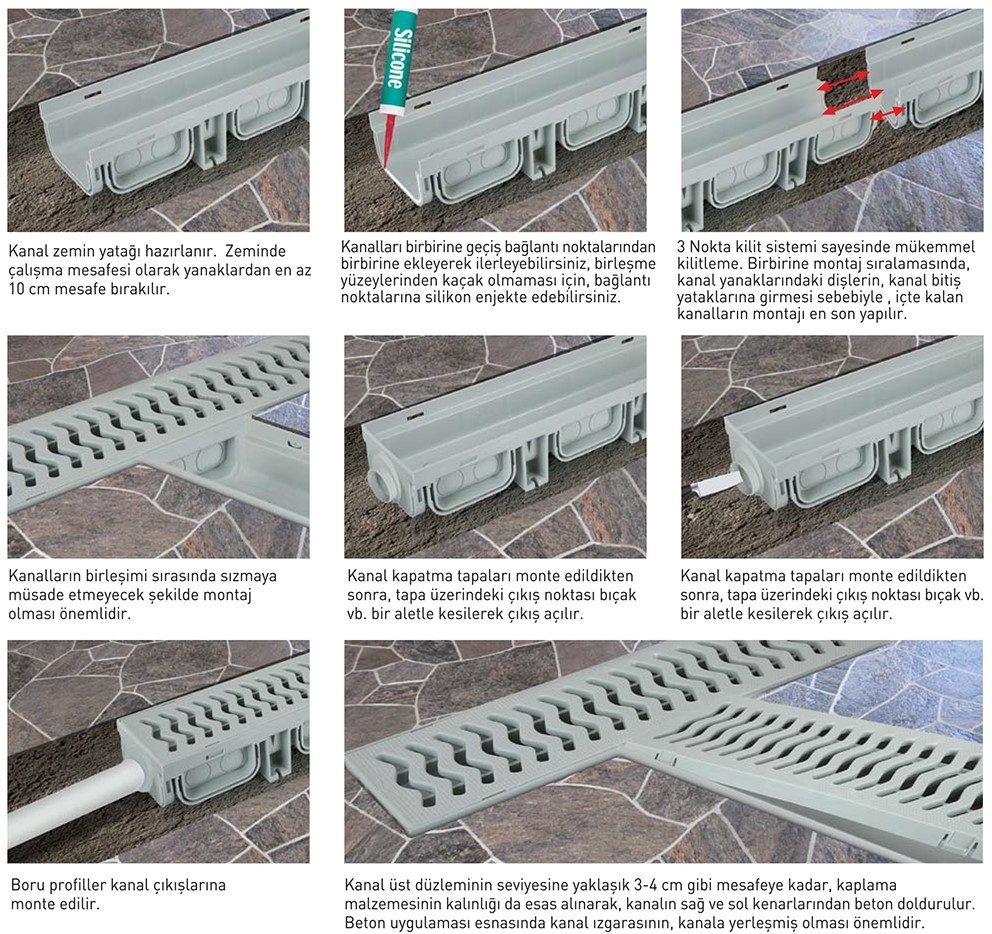 Silicone
Kanal zemin yatağı hazırlanır. Zeminde
çalışma mesafesi olarak yanaklardan en az
10 cm mesafe bırakılır.
Kanalları birbirine geçiş bağlantı noktalarından
birbirine ekleyerek ilerleyebilirsiniz, birleşme
yüzeylerinden kaçak olmaması için, bağlantı
noktalarına silikon enjekte edebilirsiniz.
3 Nokta kilit sistemi sayesinde mükemmel
kilitleme. Birbirine montaj sıralamasında,
kanal yanaklarındaki dişlerin, kanal bitiş
yataklarına girmesi sebebiyle , içte kalan
kanalların montajı en son yapılır.
Kanalların birleşimi sırasında sızmaya
müsade etmeyecek şekilde montaj
olması önemlidir.
Kanal kapatma tapaları monte edildikten
sonra, tapa üzerindeki çıkış noktası bıçak
vb. bir aletle kesilerek çıkış açılır.
Kanal kapatma tapaları monte edildikten
sonra, tapa üzerindeki çıkış noktası bıçak vb.
bir aletle kesilerek çıkış açılır.
Boru profiller kanal çıkışlarına
monte edilir.
Kanal üst düzleminin seviyesine yaklaşık 3-4 cm gibi mesafeye kadar, kaplama
malzemesinin kalınlığı da esas alınarak, kanalın sağ ve sol kenarlarından beton doldurulur.
Beton uygulaması esnasında kanal ızgarasının, kanala yerleşmiş olması önemlidir.